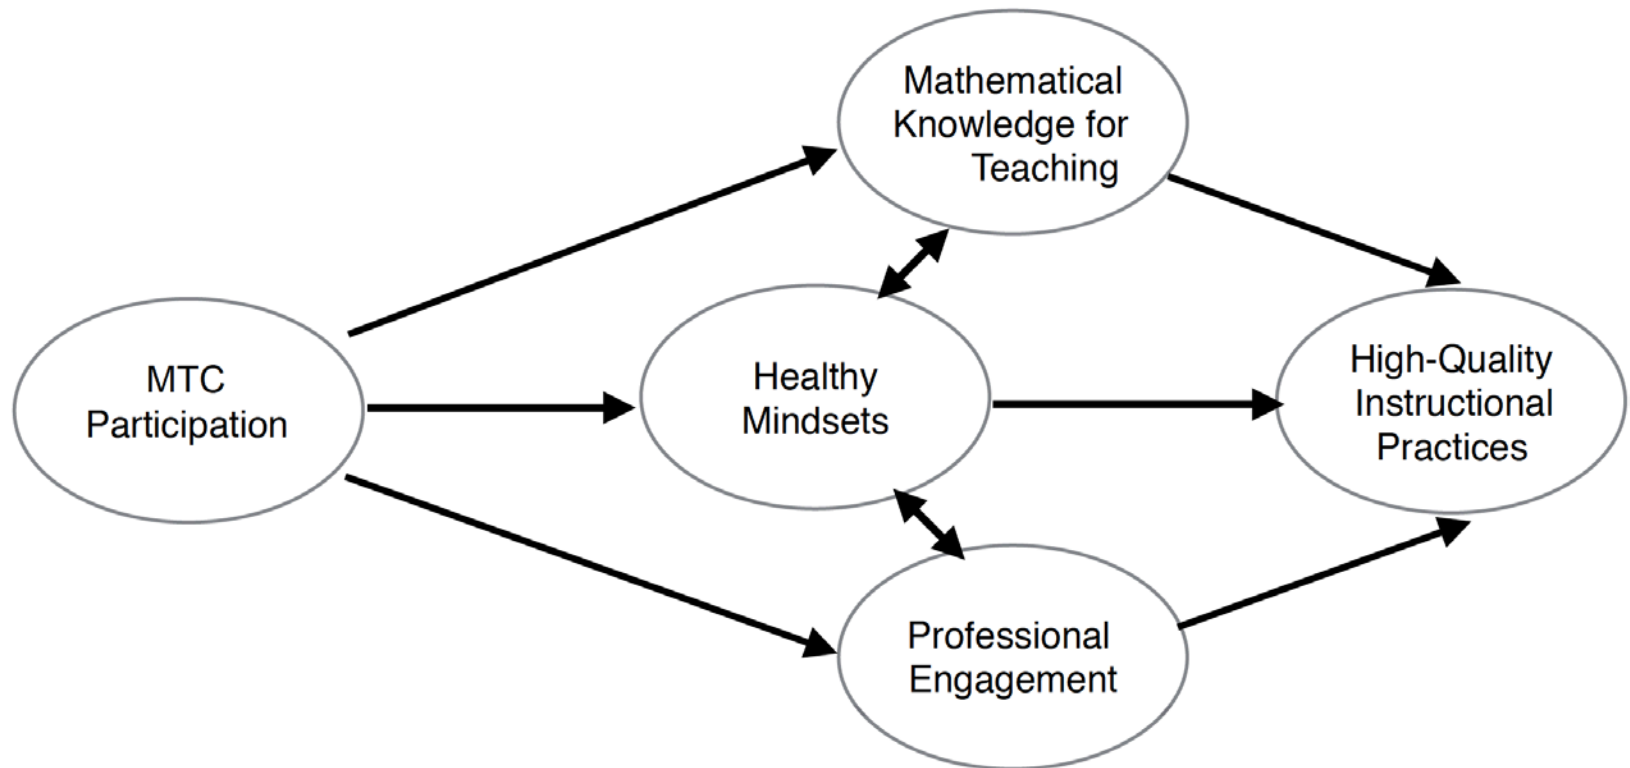 Mathematical
Knowledge for
Teaching
MTC
Participation
Healthy
Mindsets
High-Quality
Instructional
Practices
Professional
Engagement